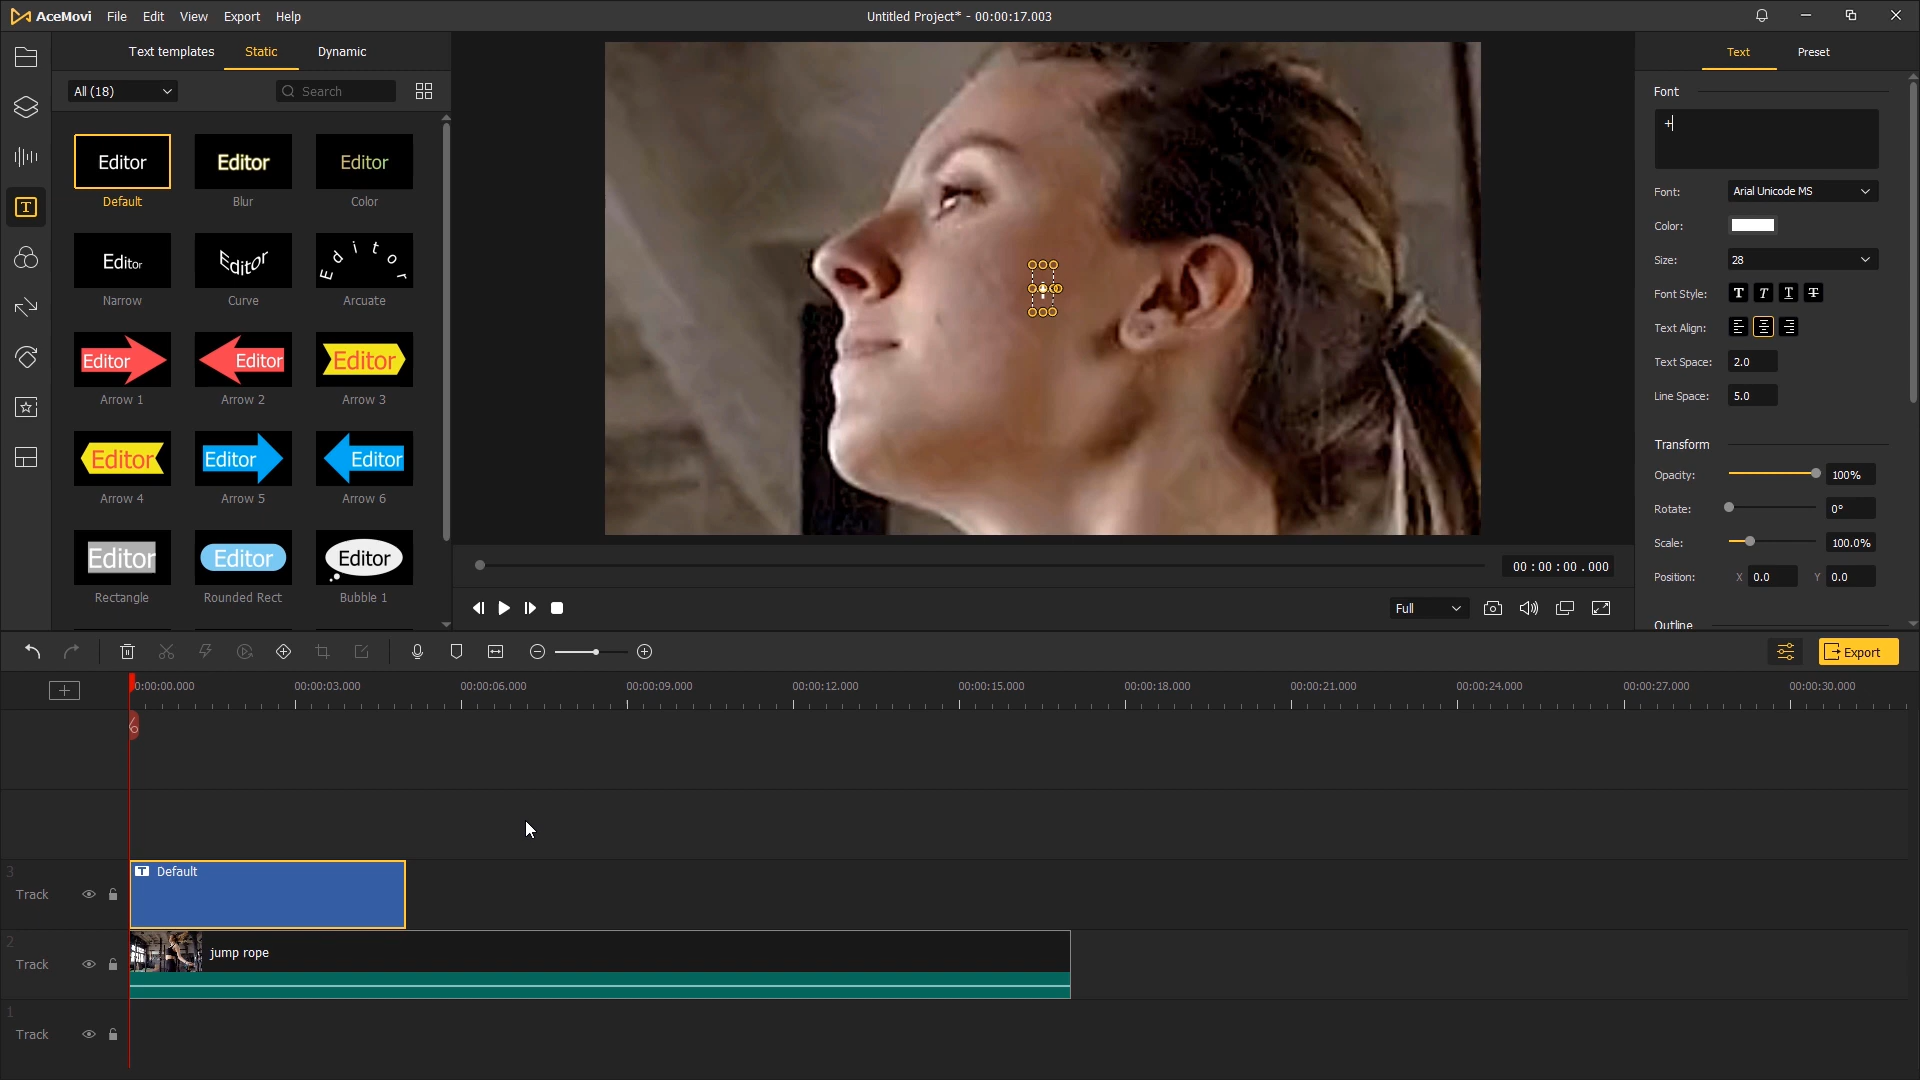 AceMovi File Edit View Export Help
Untitled Project* - 00:00:17.003
Text templates Static Dynamic
All (18)
Search
Editor Editor Editor
Default Blur Color
Editor Editor Editor
Narrow Curve Arcuate
Editor Editor Editor
Arrow 1 Arrow 2 Arrow 3
Editor Editor Editor
Arrow 4 Arrow 5 Arrow 6
Editor Editor Editor
Rectangle Rounded Rect Bubble 1
+
00 : 00 : 00 . 000
Full
Text Preset
Font
+
Font: Arial Unicode MS
Color:
Size: 28
Font Style: T T T T
Text Align:
Text Space: 2.0
Line Space: 5.0
Transform
Opacity: 100%
Rotate: 0°
Scale: 100.0%
Position: X 0.0 Y 0.0
Outline
Export
0:00:00.000 00:00:03.000 00:00:06.000 00:00:09.000 00:00:12.000 00:00:15.000 00:00:18.000 00:00:21.000 00:00:24.000 00:00:27.000 00:00:30.000
3
Track
T Default
2
Track
jump rope
1
Track